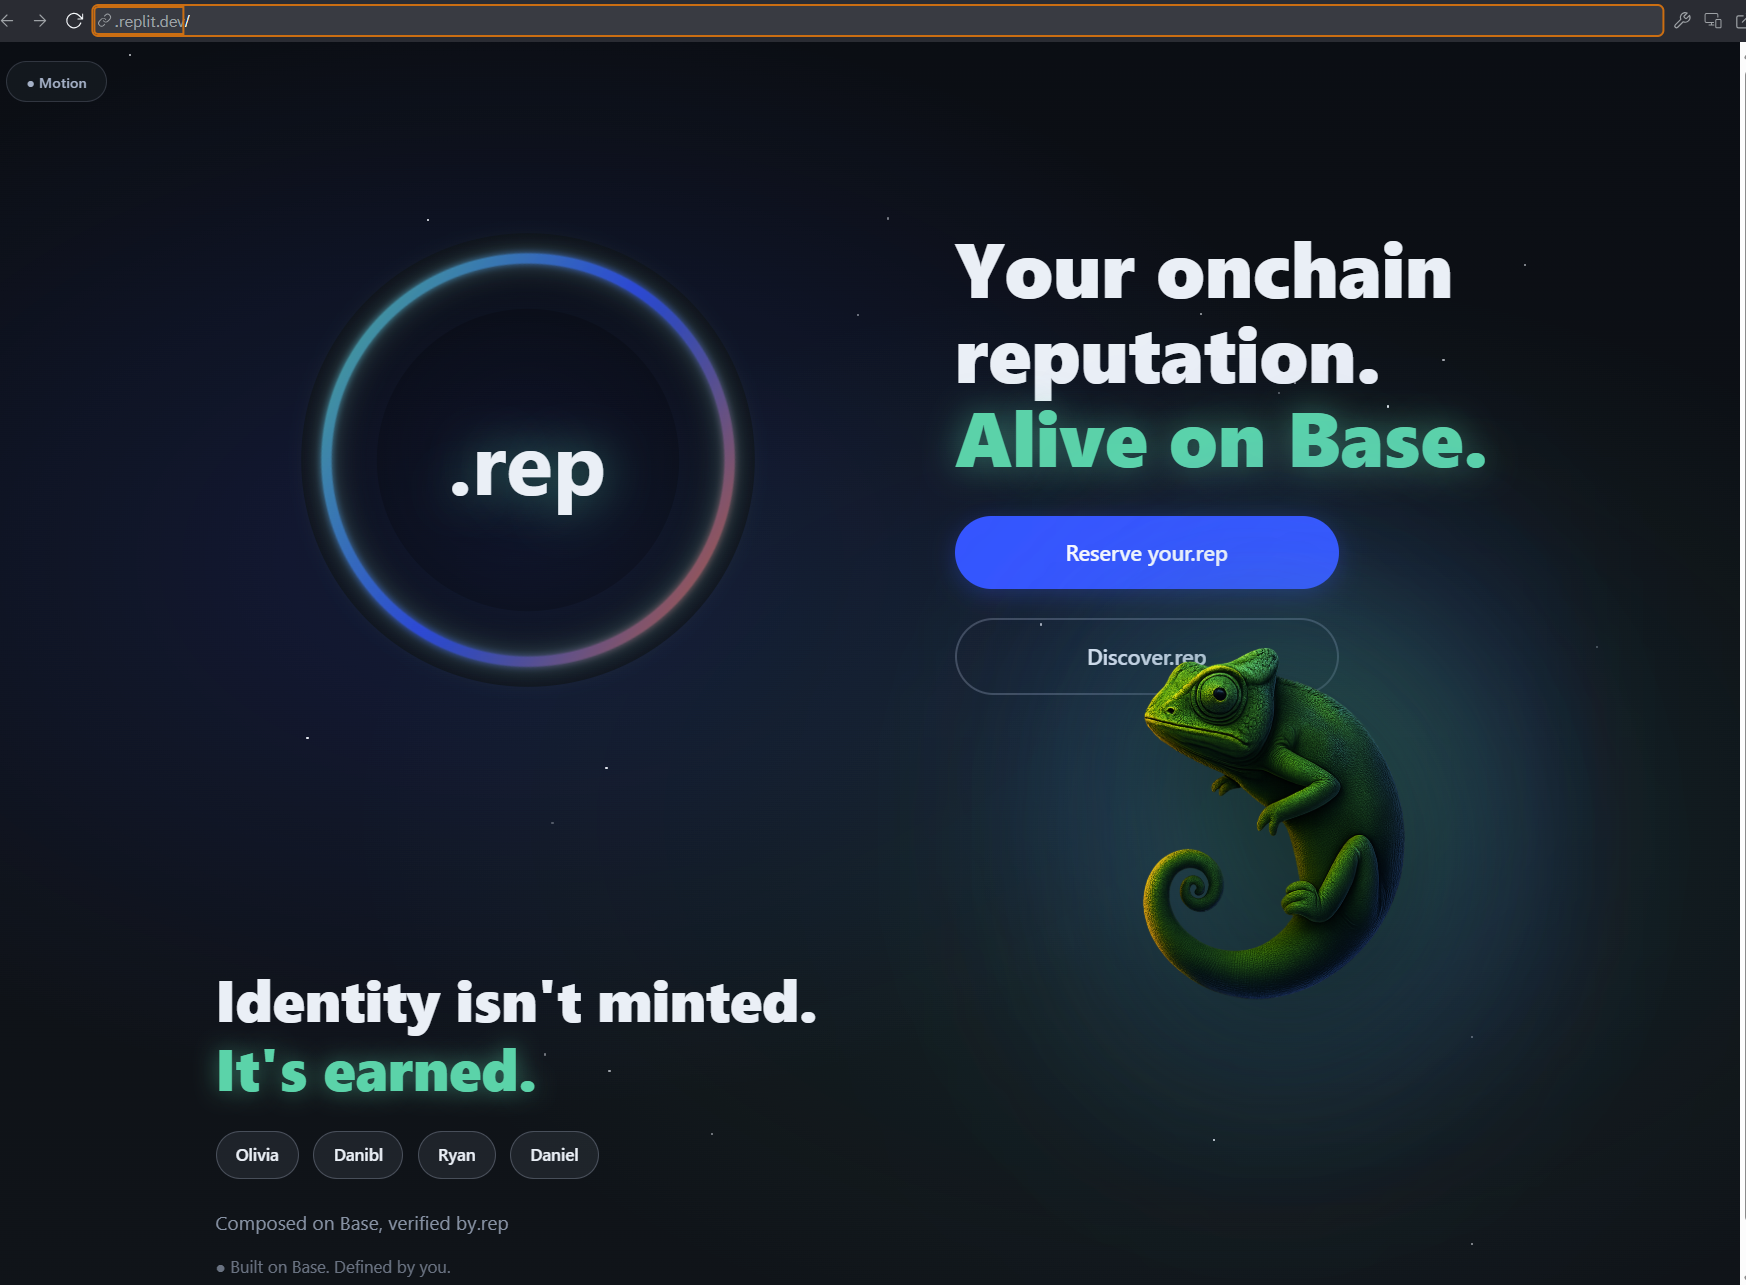 .replit.dev/
● Motion
.rep
Your onchain
reputation.
Alive on Base.
Reserve your.rep
Discover.rep
Identity isn't minted.
It's earned.
Olivia
Danibl
Ryan
Daniel
Composed on Base, verified by.rep
● Built on Base. Defined by you.